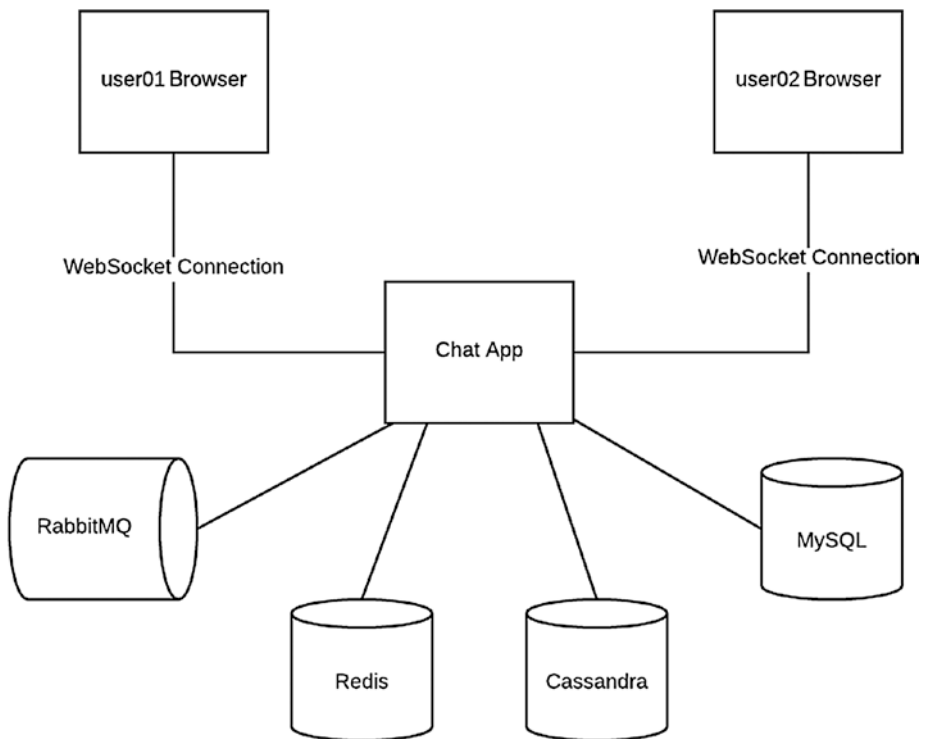 user01 Browser
user02 Browser
WebSocket Connection
WebSocket Connection
Chat App
RabbitMQ
MySQL
Redis
Cassandra